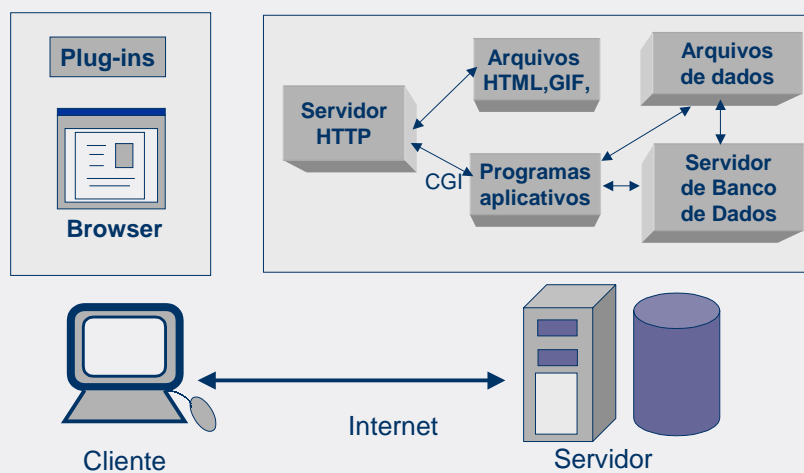 Plug-ins
Browser
Servidor
HTTP
Arquivos
HTML,GIF,
CGI
Programas
aplicativos
Arquivos
de dados
Servidor
de Banco
de Dados
Cliente
Internet
Servidor